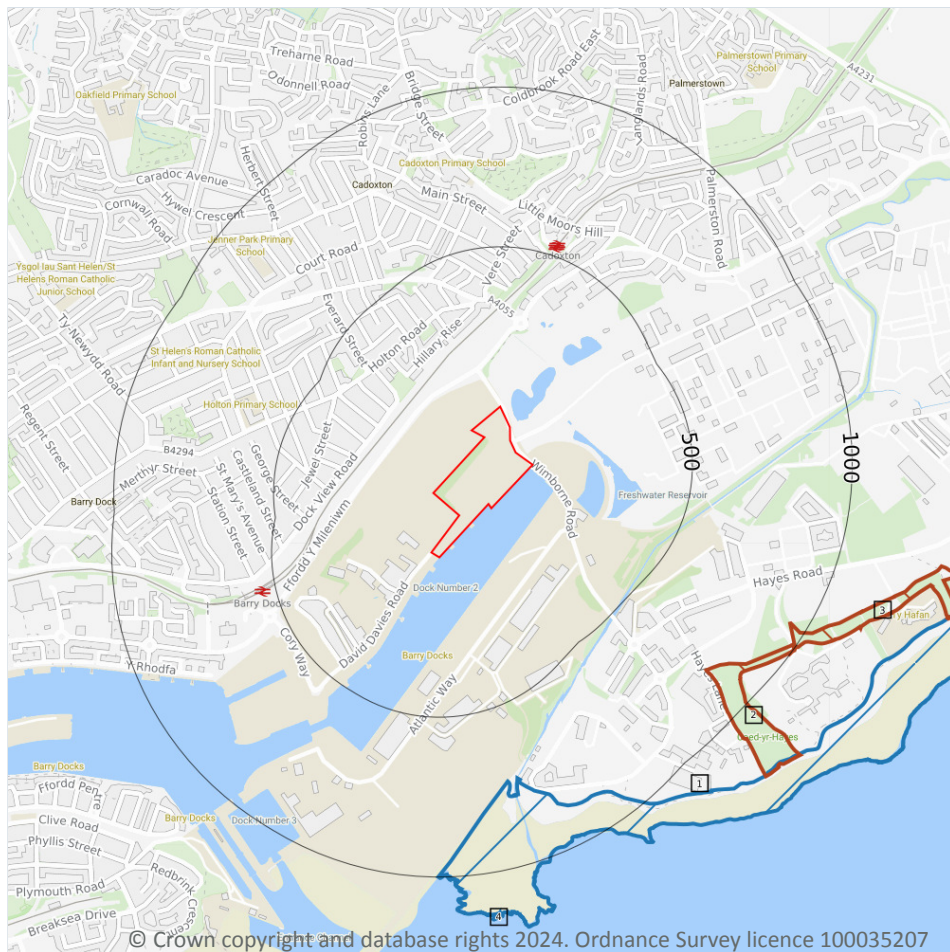 Treharne Road
Odonnell Road
Oakfield Primary School
Robins Lane
Bridge Street
Coldbrook Road East
Langlands Road
Palmerstown Primary
School
Palmerstown
A4231
Cadoxton Primary School
Cadoxton
Caradoc Avenue
Herbert Street
Hywel Crescent
Cornwall Road
Main Street
Little Moors Hill
Palmerston Road
Jenner Park Primary
School
Court Road
Vere Street
Cadoxton
Ysgol Iau Sant Helen/St
Helens Roman Catholic
Junior School
Ty-Newydd Road
Everard Street
A4055
Holton Road
Hillary Rise
St Helen's Roman Catholic
Infant and Nursery School
Regent Street
Holton Primary School
B4294
Merthyr Street
Jewel Street
George Street
Castleland Street
St Mary's Avenue
Station Street
Dock View Road
500
1000
Wimborne Road
Freshwater Reservoir
Barry Dock
Ffordd Y Mileniwm
Barry Docks
Dock Number 2
Hayes Road
3
Hafan
Cory Way
David Davies Road
Barry Docks
Y Rhodfa
Hayes Lane
Atlantic Way
2
Coed-yr-Hayes
Barry Docks
1
Ffordd Pen
Clive Road
Barry Docks
Dock Number 3
Phyllis Street
Plymouth Road
Redbrink Crescent
Breaksea Drive
4
© Crown copyright and database rights 2024. Ordnance Survey licence 100035207